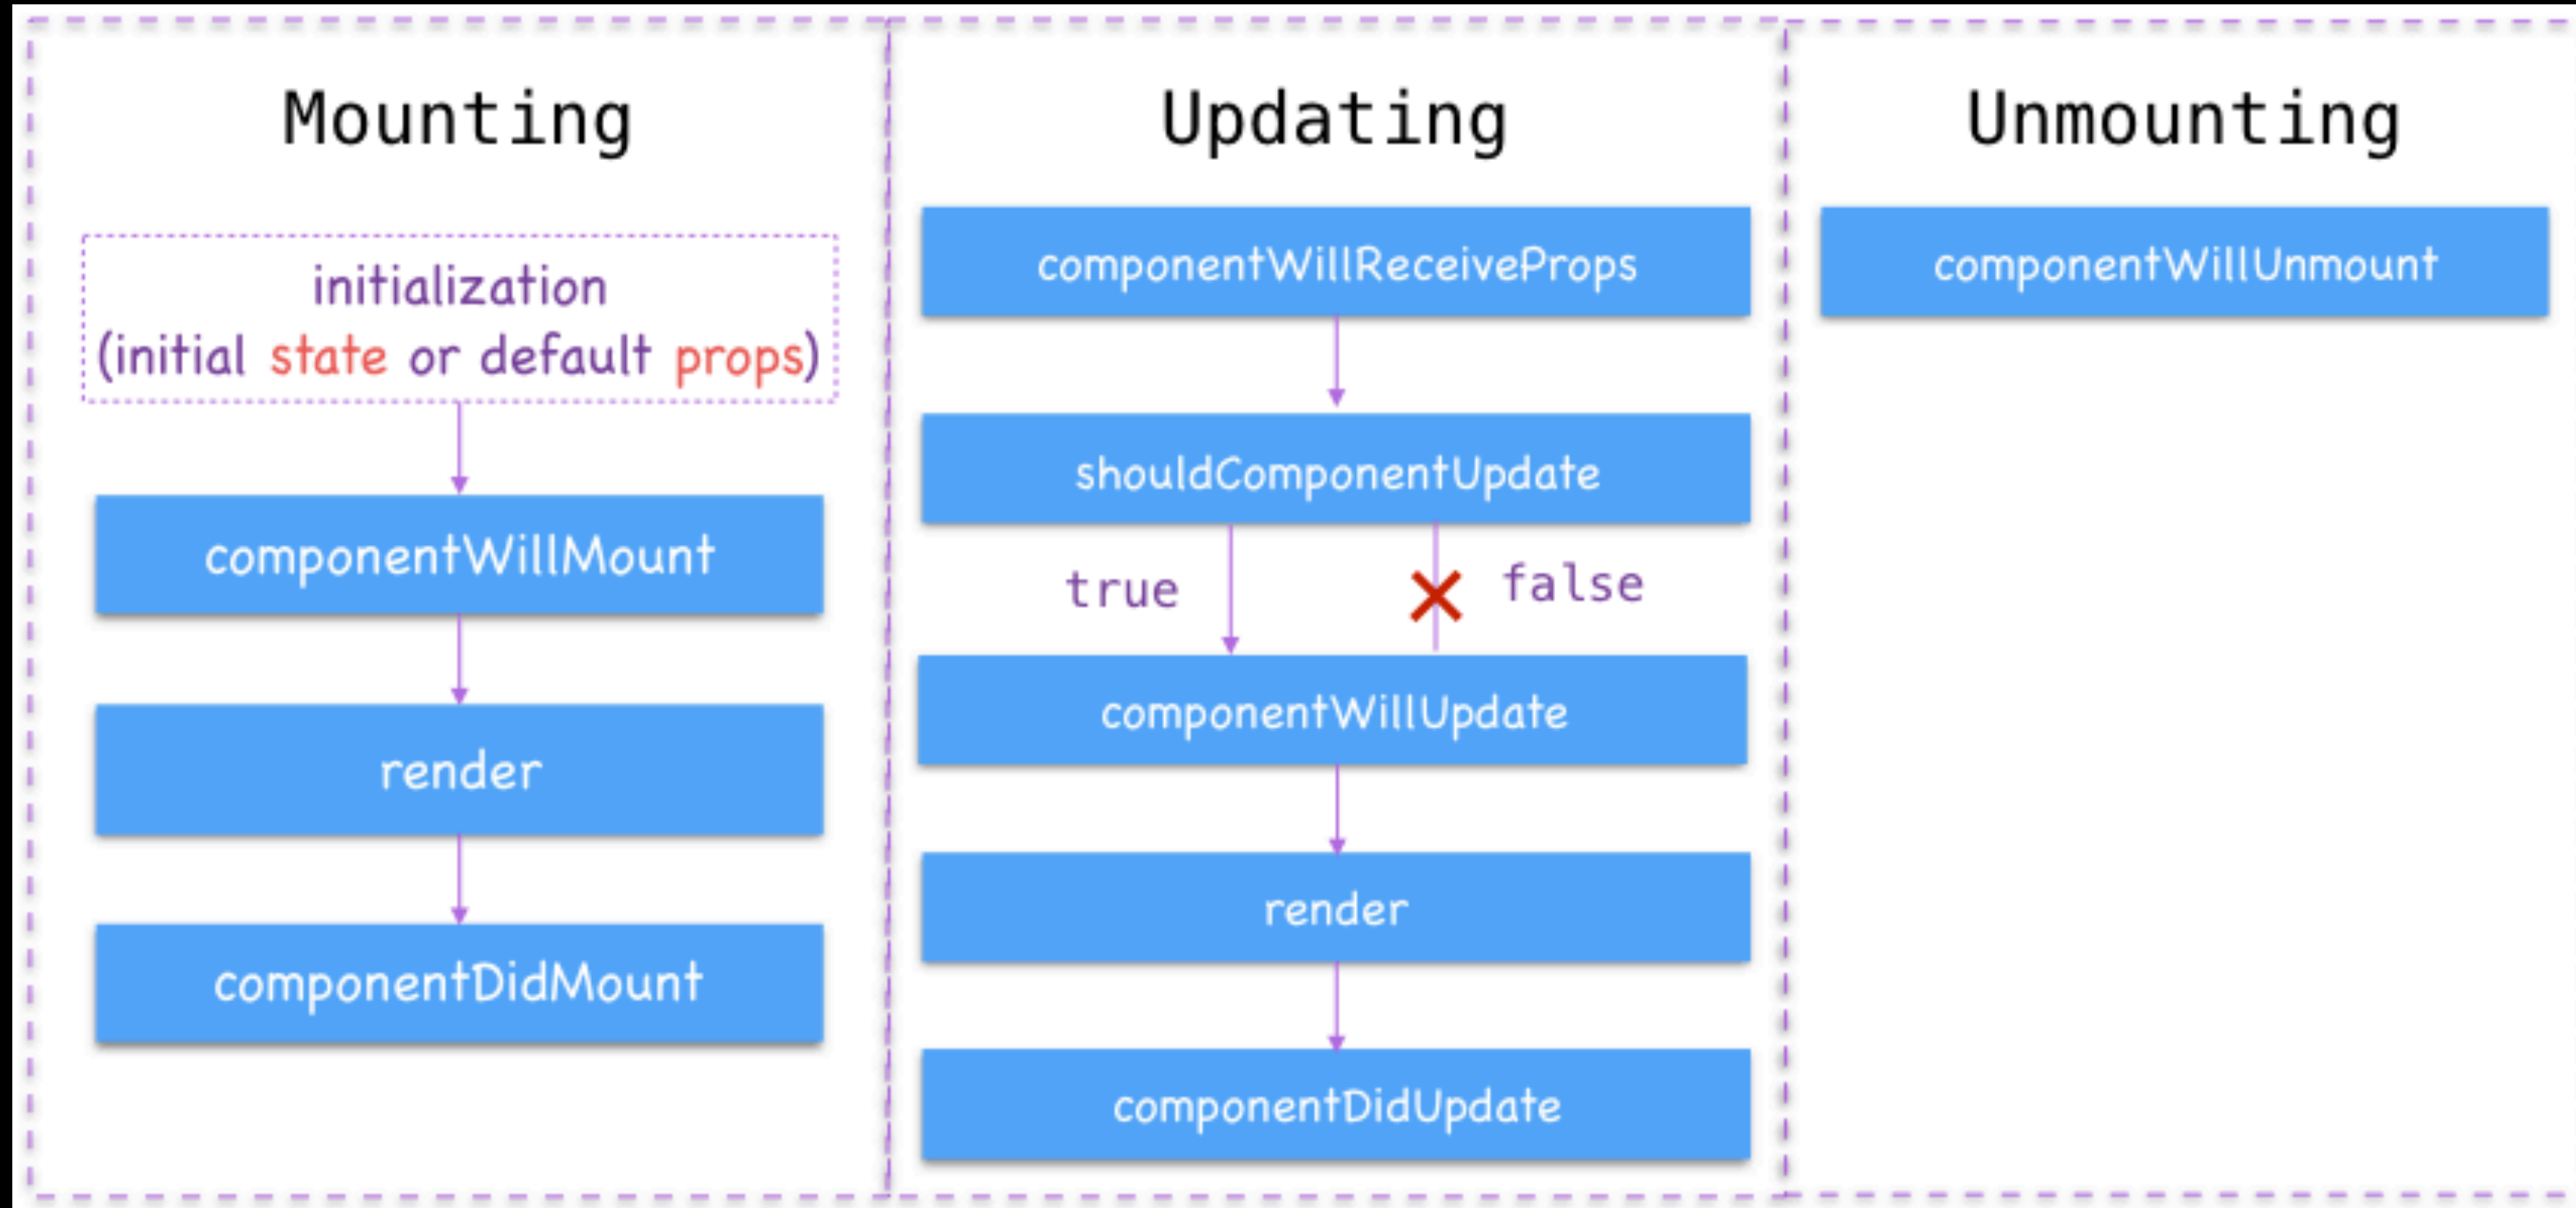 Mounting
initialization
(initial state or default props)
componentWillMount
render
componentDidMount
Updating
componentWillReceiveProps
shouldComponentUpdate
true
false
componentWillUpdate
render
componentDidUpdate
Unmounting
componentWillUnmount